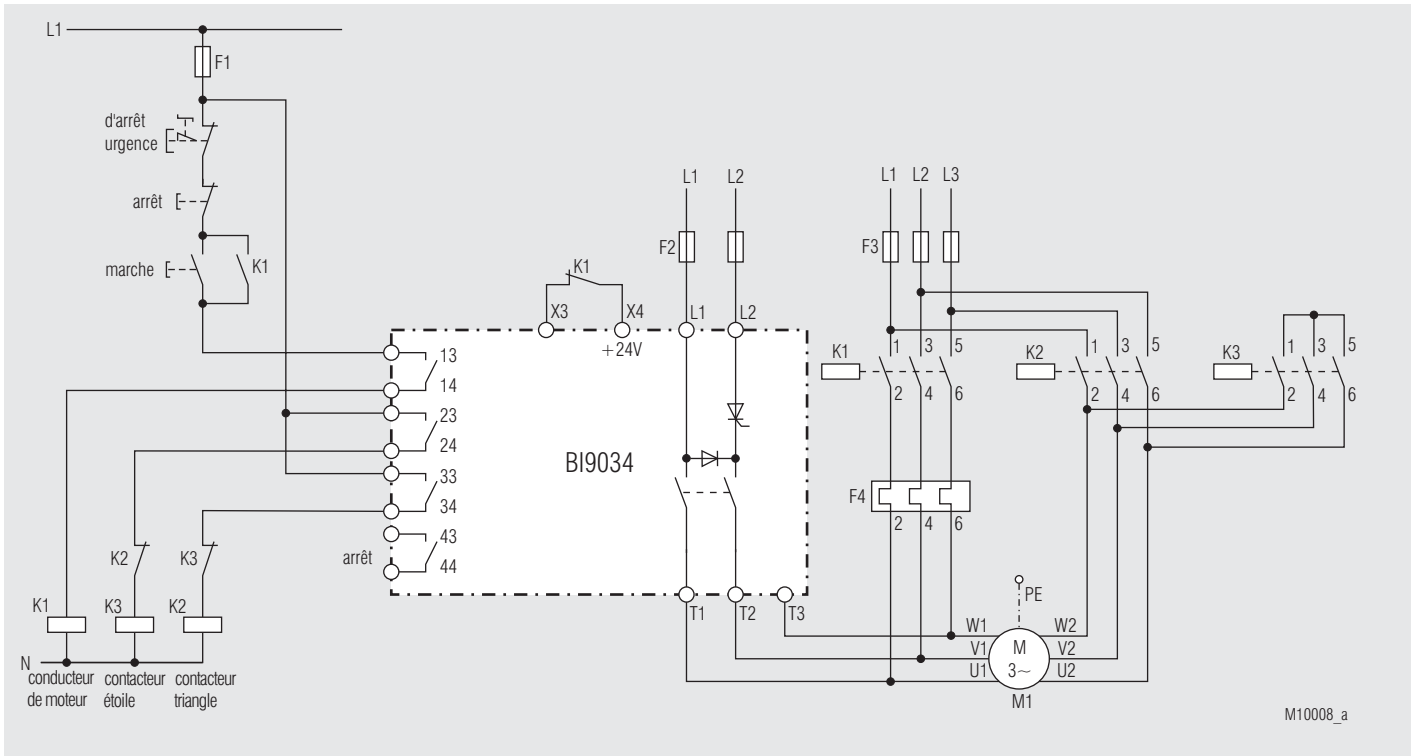 L1
F1
d'arrêt
urgence
arrêt
marche
K1
K1
X3
X4
+24V
L1
L2
F2
L1
L2
L1
L2
L3
F3
K1
1
3
5
2
4
6
K2
1
3
5
2
4
6
K3
1
3
5
2
4
6
13
14
23
24
33
34
43
44
arrêt
BI9034
F4
2
4
6
K2
K3
K1
K3
K2
N
conducteur
de moteur
contacteur
étoile
contacteur
triangle
T1
T2
T3
PE
W1
V1
U1
M
3~
W2
V2
U2
M1
M10008_a